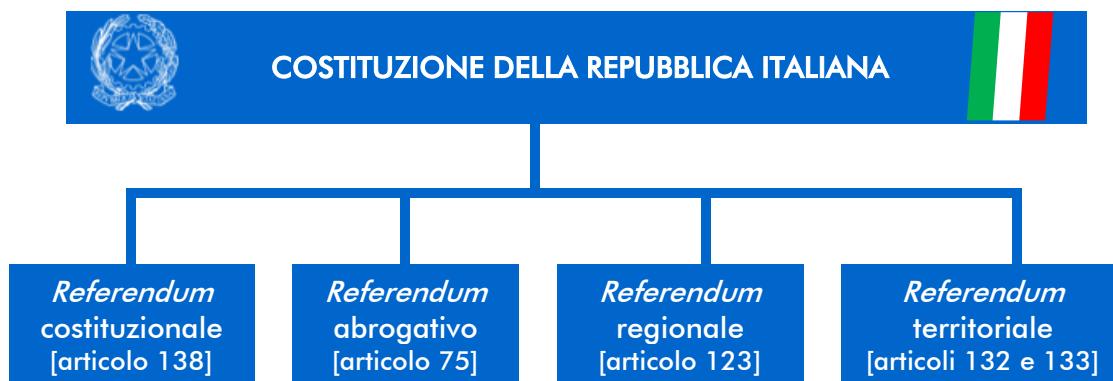 COSTITUZIONE DELLA REPUBBLICA ITALIANA
Referendum
costituzionale
[articolo 138]
Referendum
abrogativo
[articolo 75]
Referendum
regionale
[articolo 123]
Referendum
territoriale
[articoli 132 e 133]